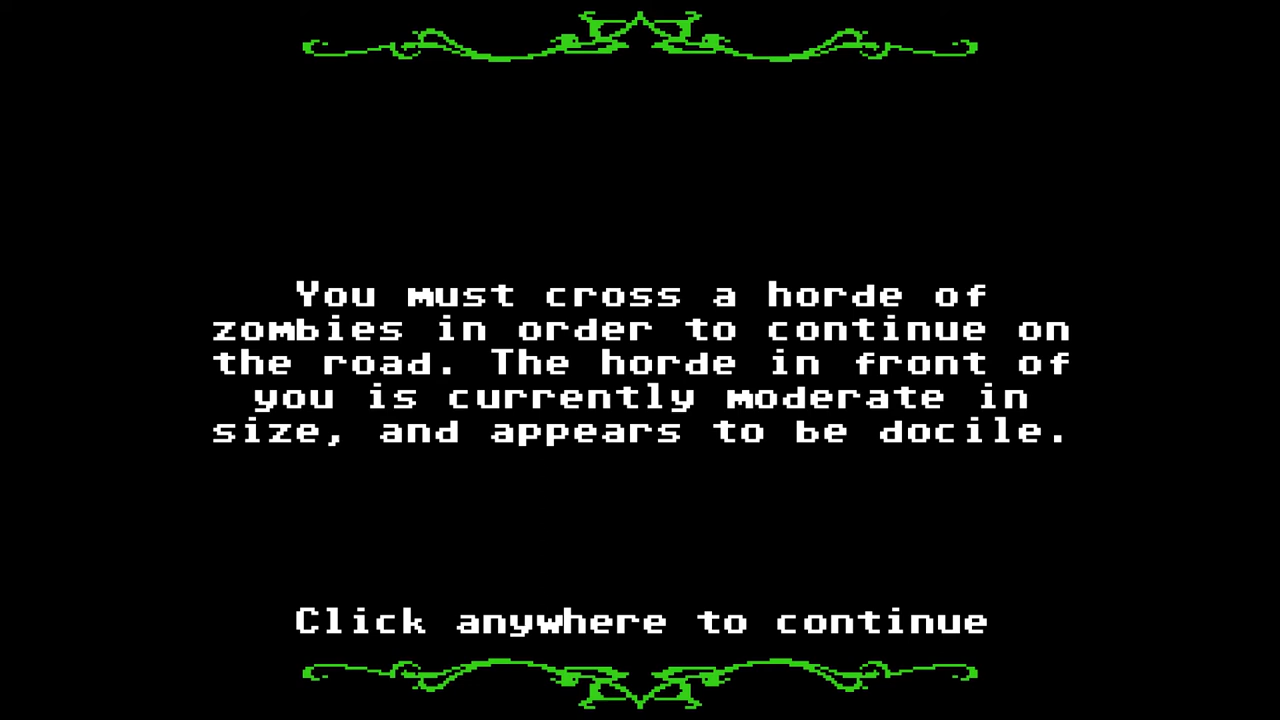 You must cross a horde of
zombies in order to continue on
the road. The horde in front of
you is currently moderate in
size, and appears to be docile.
Click anywhere to continue